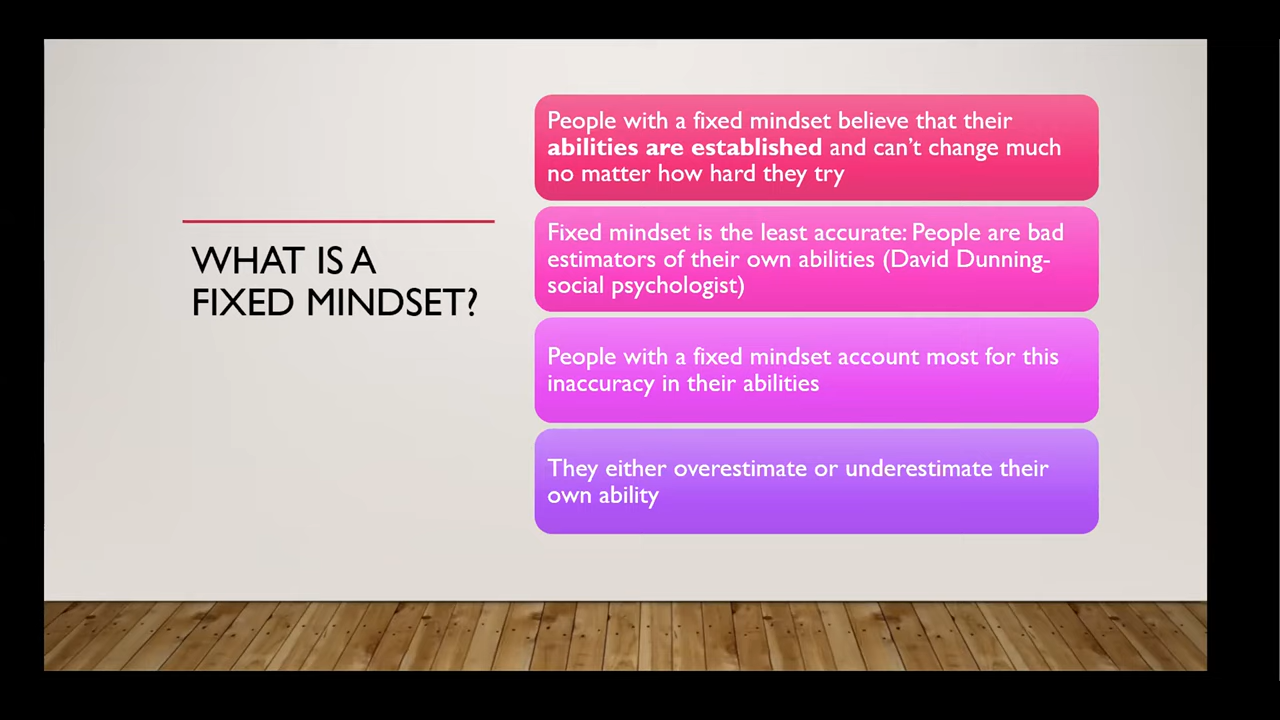 WHAT IS A
FIXED MINDSET?
People with a fixed mindset believe that their
abilities are established and can’t change much
no matter how hard they try
Fixed mindset is the least accurate: People are bad
estimators of their own abilities (David Dunning-
social psychologist)
People with a fixed mindset account most for this
inaccuracy in their abilities
They either overestimate or underestimate their
own ability